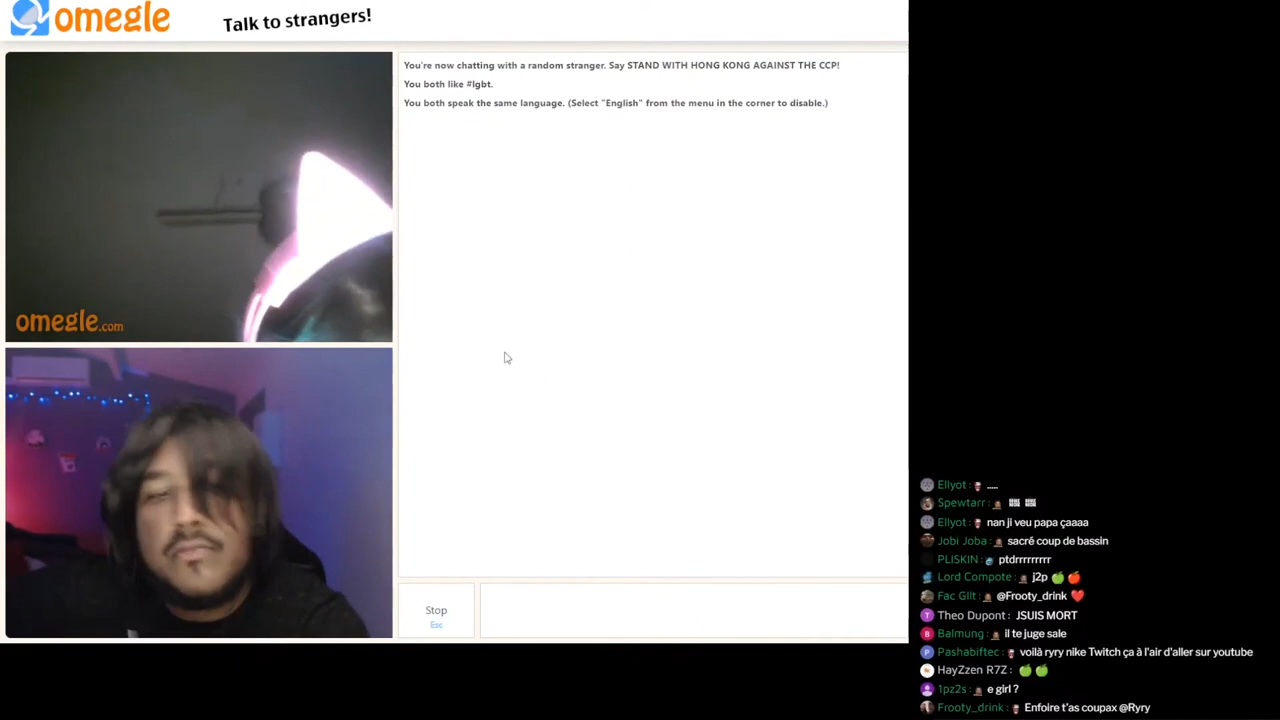 omegle
Talk to strangers!
You're now chatting with a random stranger. Say STAND WITH HONG KONG AGAINST THE CCP!
You both like #lgbt.
You both speak the same language. (Select "English" from the menu in the corner to disable.)
omegle.com
Stop
Esc
Ellyot : .....
Spewtarr :
Ellyot : nan ji veu papa çaaaa
Jobi Joba : sacré coup de bassin
PLISKIN : ptdrrrrrrrrr
Lord Compote : j2p 🍏 🍎
Fac GIIt : @Frooty_drink ❤️
Theo Dupont : JSUIS MORT
Balmung : il te juge sale
Pashabiftec : voilà ryry nike Twitch ça à l'air d'aller sur youtube
HayZzen R7Z : 🍏 🍏
1pz2s : e girl ?
Frooty_drink : Enfoire t'as coupax @Ryry